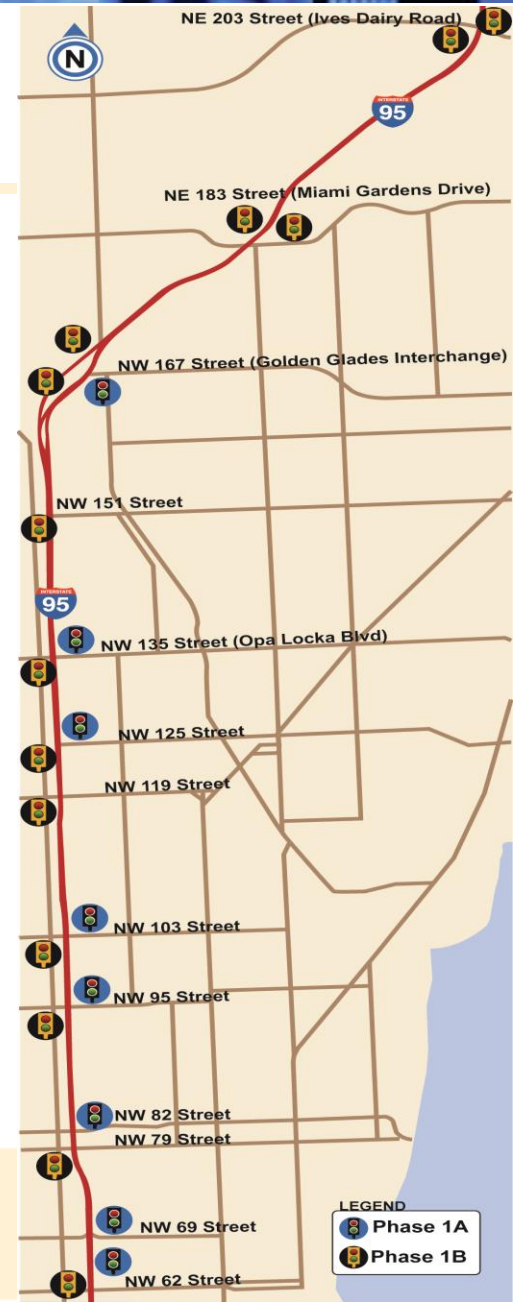 NE 203 Street (Ives Dairy Road)
N
INTERSTATE
95
NE 183 Street (Miami Gardens Drive)
NW 167 Street (Golden Glades Interchange)
NW 151 Street
INTERSTATE
95
NW 135 Street (Opa Locka Blvd)
NW 125 Street
NW 119 Street
NW 103 Street
NW 95 Street
NW 82 Street
NW 79 Street
NW 69 Street
NW 62 Street
LEGEND
Phase 1A
Phase 1B